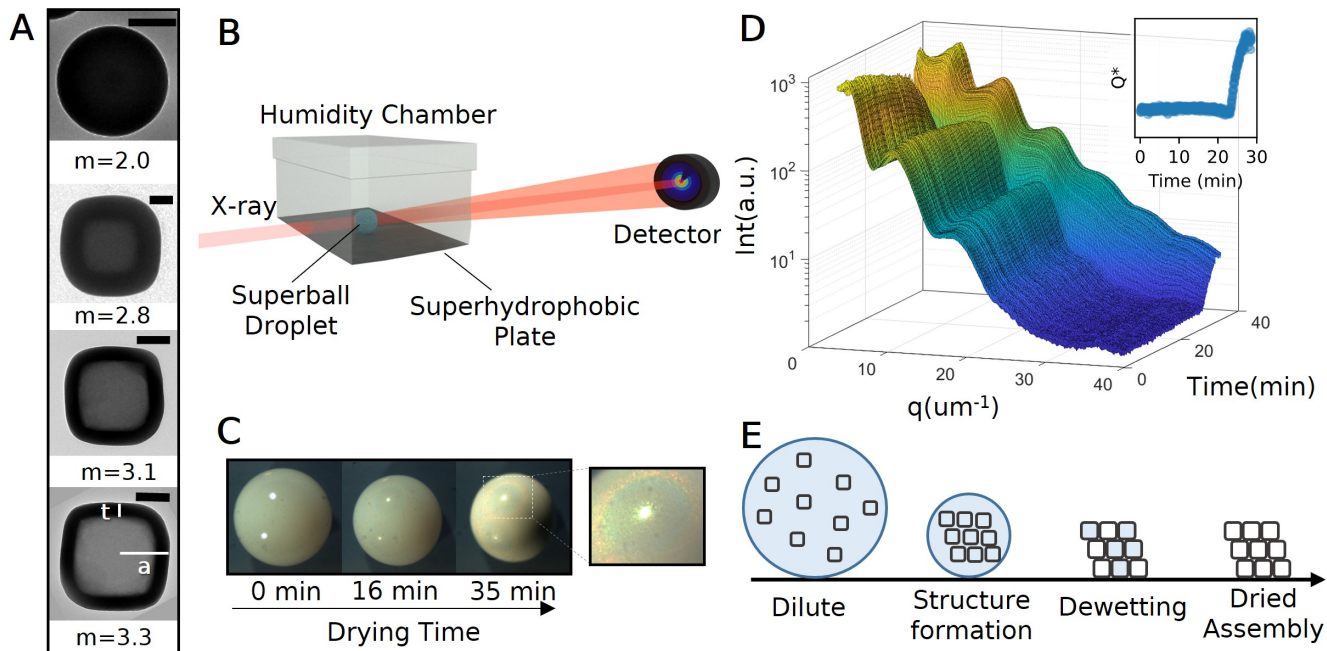 A
m=2.0
m=2.8
m=3.1
t
a
m=3.3
B
Humidity Chamber
X-ray
Detector
Superball
Droplet
Superhydrophobic
Plate
C
0 min
16 min
35 min
Drying Time
D
Int(a.u.)
10³
10²
10¹
0
10
20
30
40
q(um⁻¹)
0
20
40
Time(min)
Q*
0
10
20
30
Time (min)
E
Dilute
Structure
formation
Dewetting
Dried
Assembly